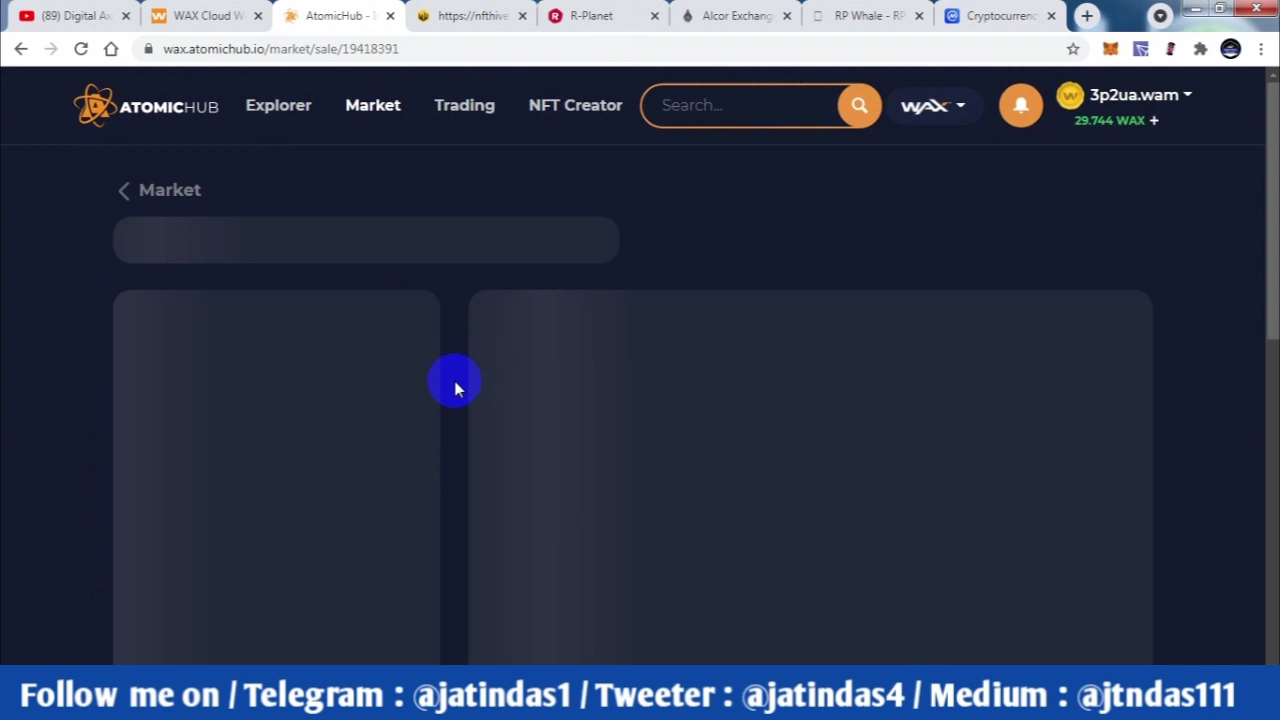 (89) Digital As
WAX Cloud W
AtomicHub - E
https://nfthive
R-Planet
Alcor Exchang
RP Whale - RP
Cryptocurrenc
wax.atomichub.io/market/sale/19418391
ATOMICHUB
Explorer
Market
Trading
NFT Creator
Search...
WAX
3p2ua.wam
29.744 WAX +
Market
Follow me on / Telegram : @jatindas1 / Tweeter : @jatindas4 / Medium : @jtndas111